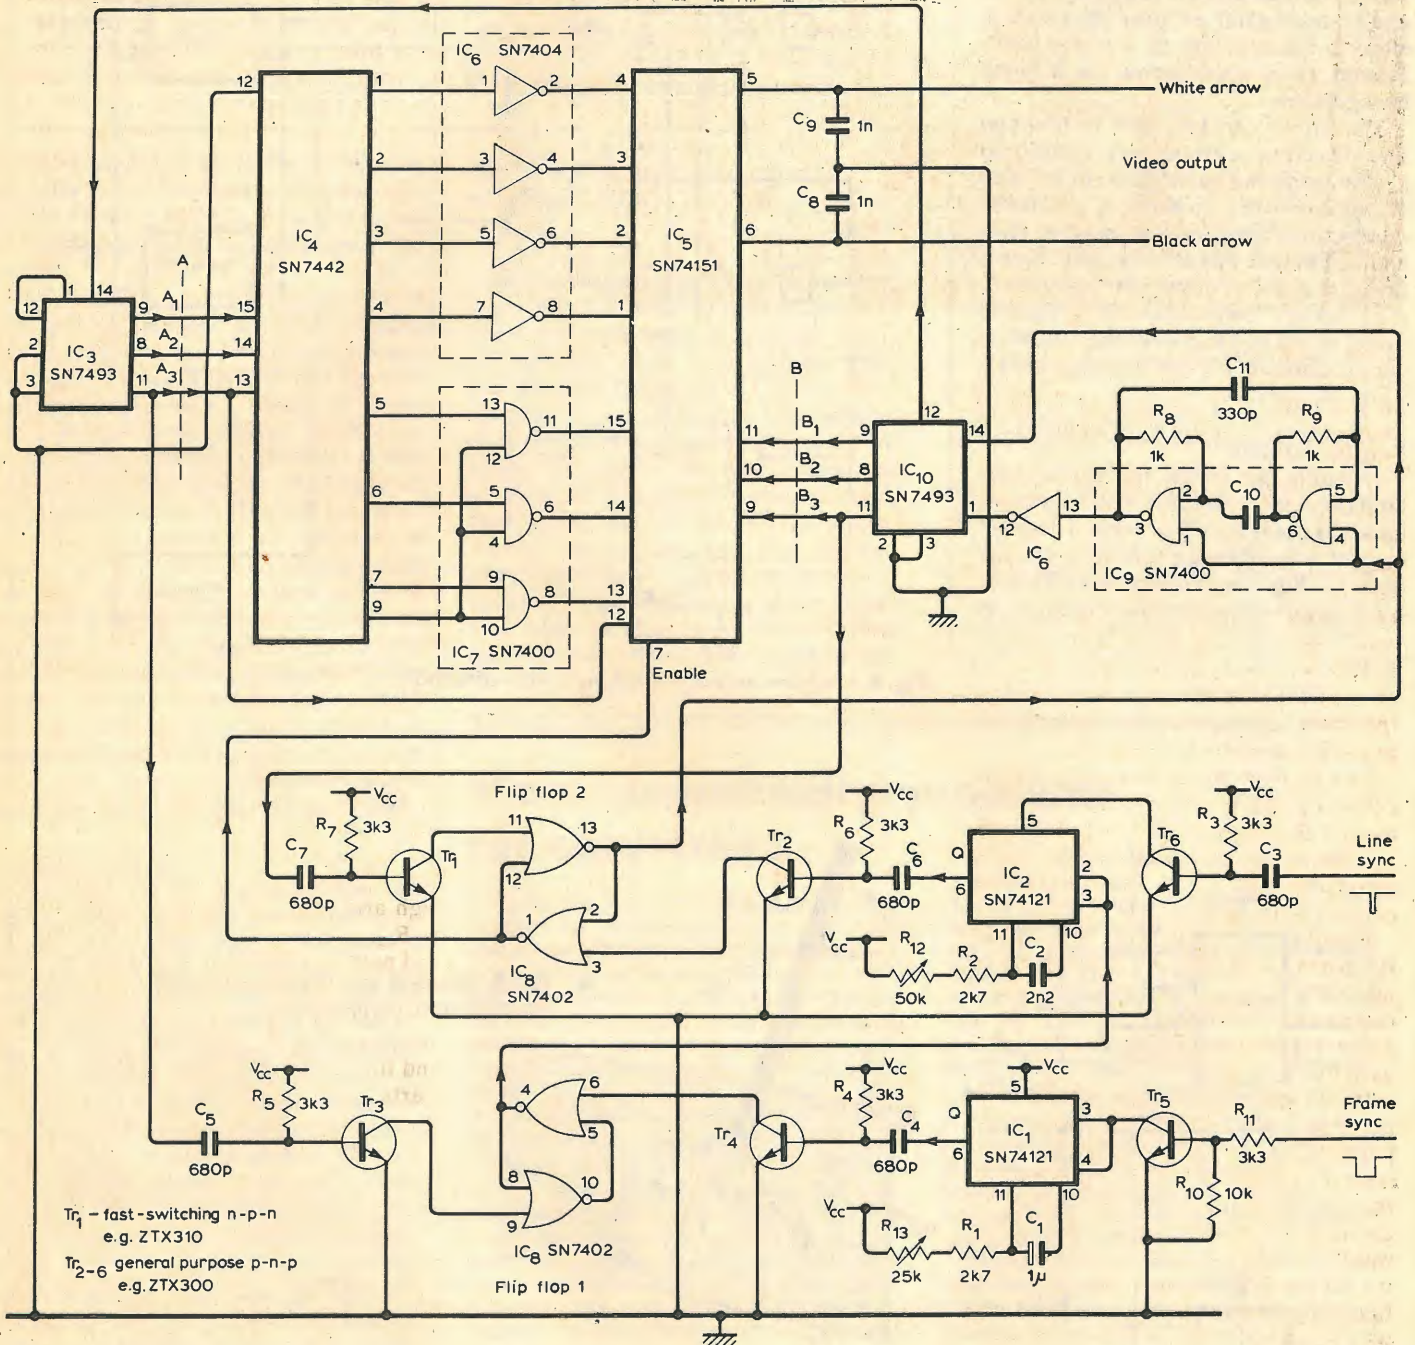 IC6 SN7404
12
1
1
2
4
5
White arrow
C9
1n
2
3
4
3
Video output
C8
1n
IC4
SN7442
3
5
6
2
IC5
SN74151
6
Black arrow
A
1
14
12
9
A1
15
4
7
8
1
2
IC3
SN7493
8
A2
14
3
11
A3
13
B
C11
330p
12
5
13
11
15
11
B1
9
14
R8
1k
R9
1k
12
10
B2
8
IC10
SN7493
6
5
6
14
9
B3
11
1
12
13
IC6
3
2
1
C10
6
5
4
4
2
3
IC9 SN7400
7
9
8
13
9
10
12
IC7 SN7400
7
Enable
Flip flop 2
Vcc
R7
3k3
C7
680p
Tr1
11
13
12
1
2
3
IC8
SN7402
Tr2
Vcc
R6
3k3
C6
680p
Q
6
5
IC2
SN74121
2
3
11
10
Vcc
R12
50k
R2
2k7
C2
2n2
Tr6
Vcc
R3
3k3
C3
680p
Line
sync
Vcc
R5
3k3
C5
680p
Tr3
4
6
5
8
10
9
IC8 SN7402
Flip flop 1
Tr4
Vcc
R4
3k3
C4
680p
Q
6
Vcc
5
IC1
SN74121
3
4
11
10
Vcc
R13
25k
R1
2k7
C1
1µ
Tr5
R11
3k3
R10
10k
Frame
sync
Tr1 – fast-switching n-p-n
e.g. ZTX310
Tr2-6 general purpose p-n-p
e.g. ZTX300